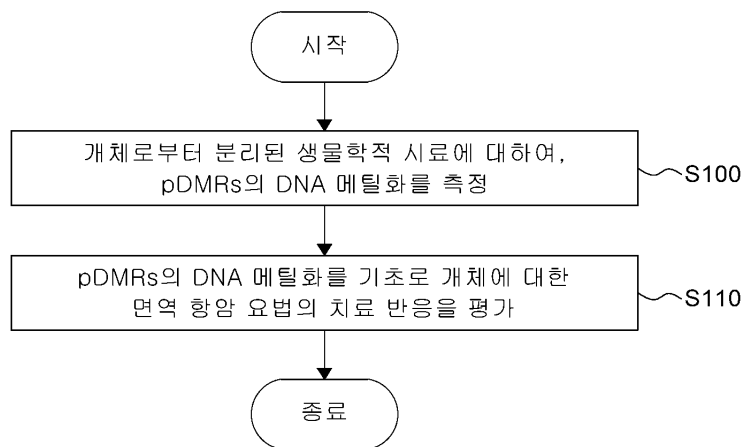 시작
개체로부터 분리된 생물학적 시료에 대하여,
pDMRs의 DNA 메틸화를 측정
S100
pDMRs의 DNA 메틸화를 기초로 개체에 대한
면역 항암 요법의 치료 반응을 평가
S110
종료